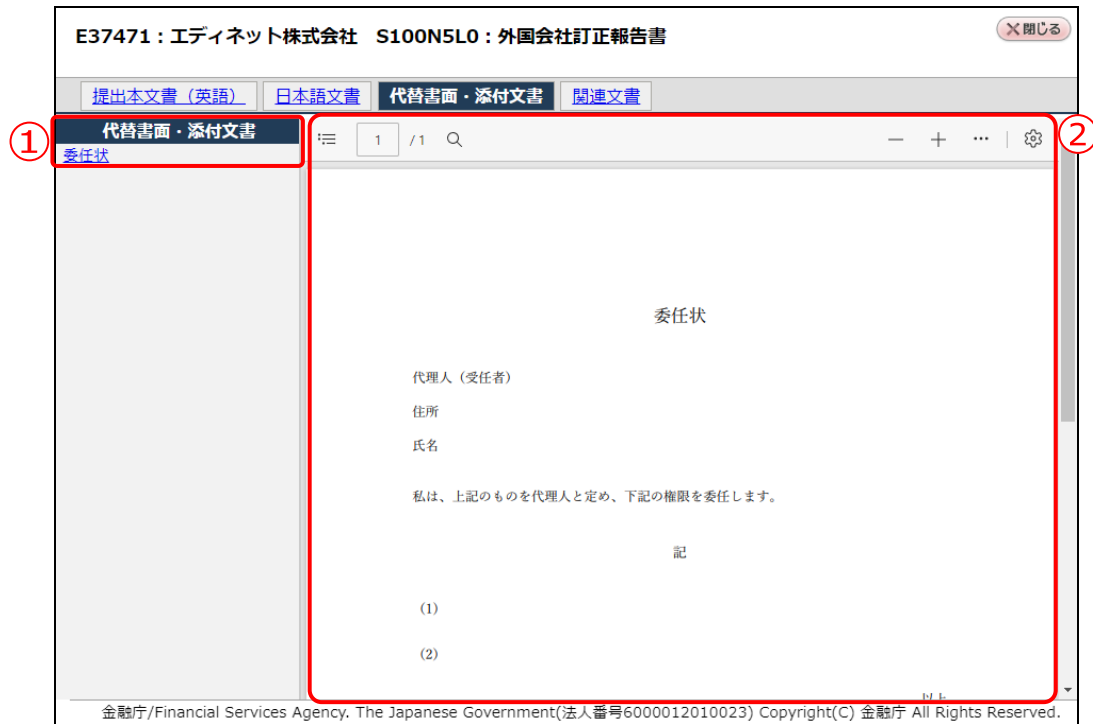 E37471：エディネット株式会社　S100N5L0：外国会社訂正報告書
閉じる
提出本文書（英語）　日本語文書　代替書面・添付文書　関連文書
①
代替書面・添付文書
委任状
1 / 1
②
委任状
代理人（受任者）
住所
氏名
私は、上記のものを代理人と定め、下記の権限を委任します。
記
(1)
(2)
以上
金融庁/Financial Services Agency. The Japanese Government(法人番号6000012010023) Copyright(C) 金融庁 All Rights Reserved.